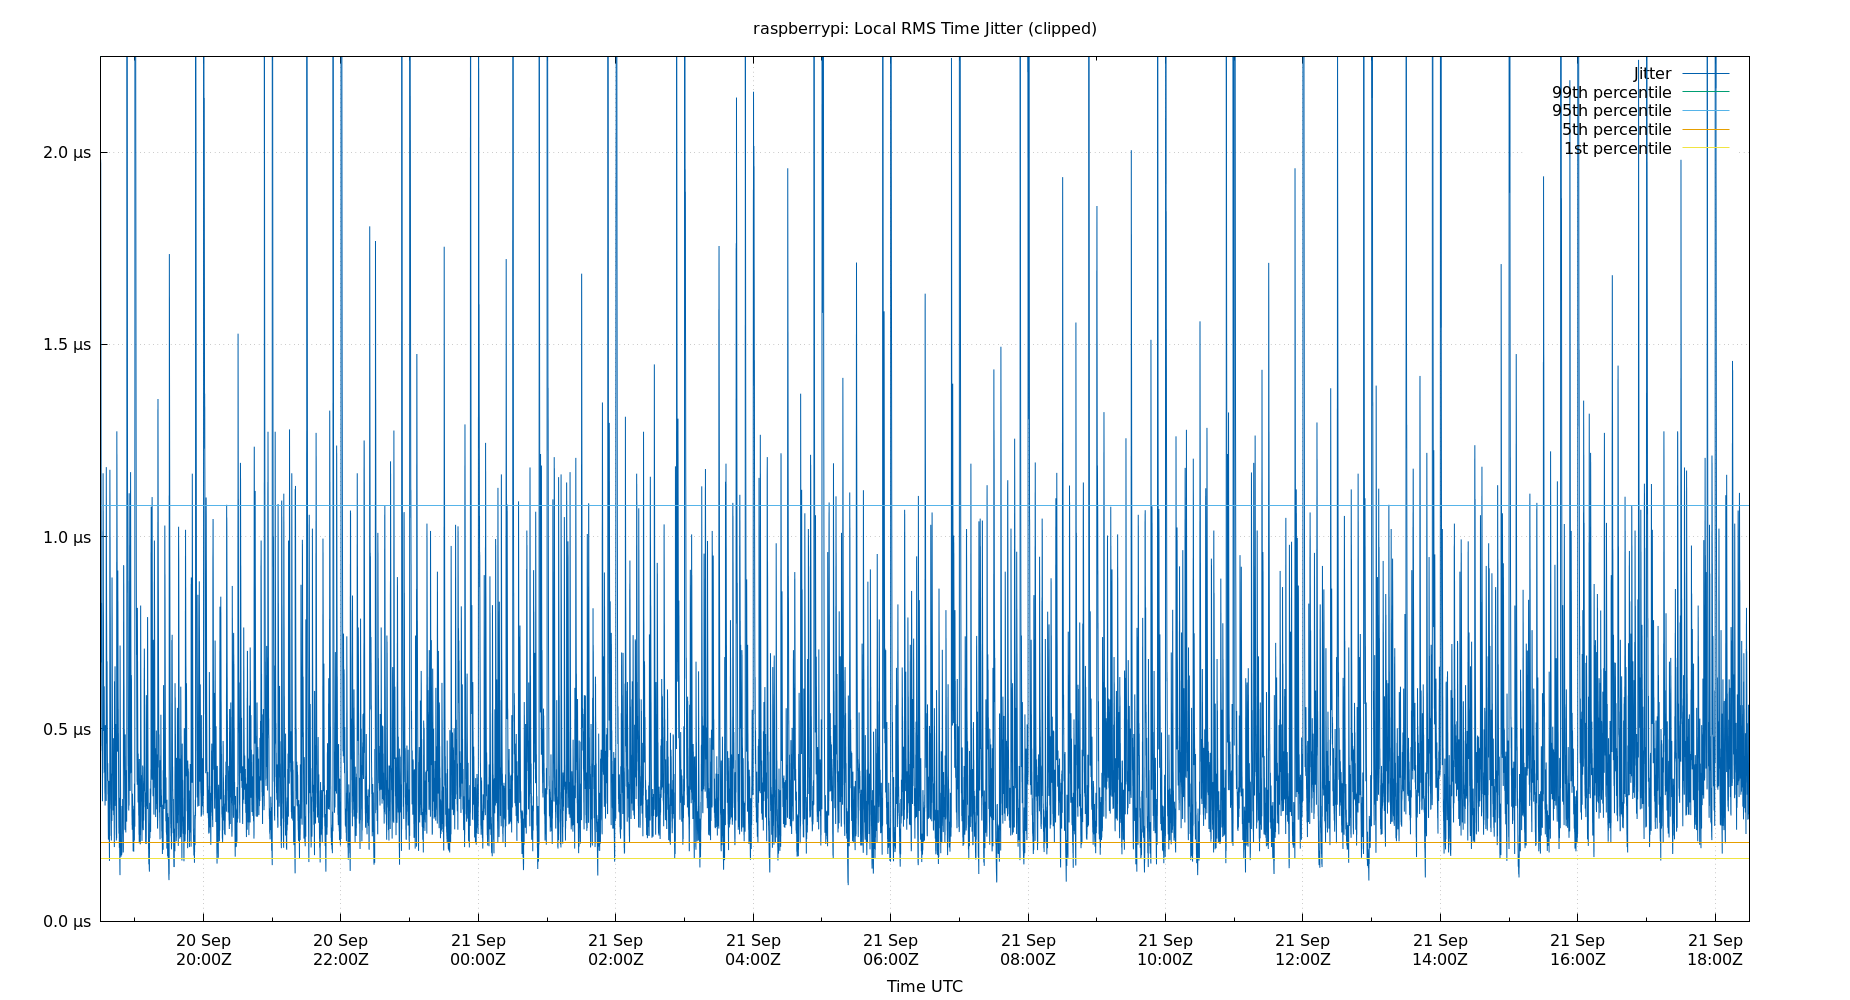 raspberrypi: Local RMS Time Jitter (clipped)
Jitter
99th percentile
95th percentile
5th percentile
1st percentile
2.0 µs
1.5 µs
1.0 µs
0.5 µs
0.0 µs
20 Sep 20 Sep 21 Sep 21 Sep 21 Sep 21 Sep 21 Sep 21 Sep 21 Sep 21 Sep 21 Sep 21 Sep
20:00Z 22:00Z 00:00Z 02:00Z 04:00Z 06:00Z 08:00Z 10:00Z 12:00Z 14:00Z 16:00Z 18:00Z
Time UTC